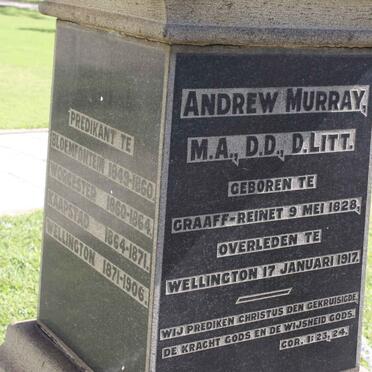 PREDIKANT TE
BLOEMFONTEIN 1849-1860.
WORCESTER 1860-1864.
KAAPSTAD 1864-1871.
WELLINGTON 1871-1906.
ANDREW MURRAY,
M.A., D.D., D.LITT.
GEBOREN TE
GRAAFF-REINET 9 MEI 1828,
OVERLEDEN TE
WELLINGTON 17 JANUARI 1917.
WIJ PREDIKEN CHRISTUS DEN GEKRUISIGDE,
DE KRACHT GODS EN DE WIJSHEID GODS.
COR. 1: 23, 24.